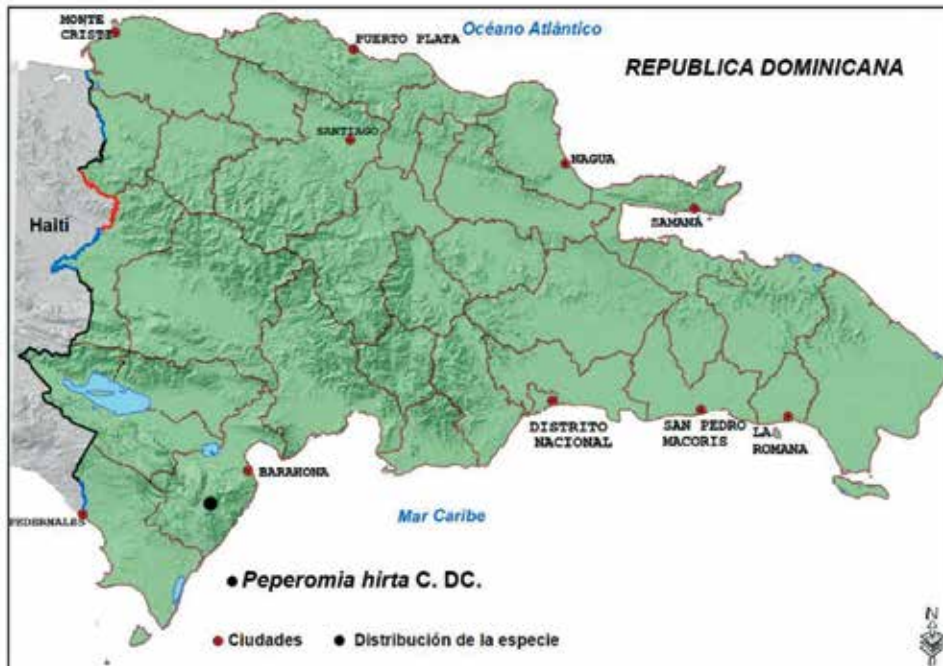 MONTE
CRISTI
PUERTO PLATA
Océano Atlántico
REPUBLICA DOMINICANA
SANTIAGO
NAGUA
SAMANÁ
Haití
DISTRITO
NACIONAL
SAN PEDRO
MACORIS
LA
ROMANA
BARAHONA
PEDERNALES
Mar Caribe
Peperomia hirta C. DC.
Ciudades
Distribución de la especie
N